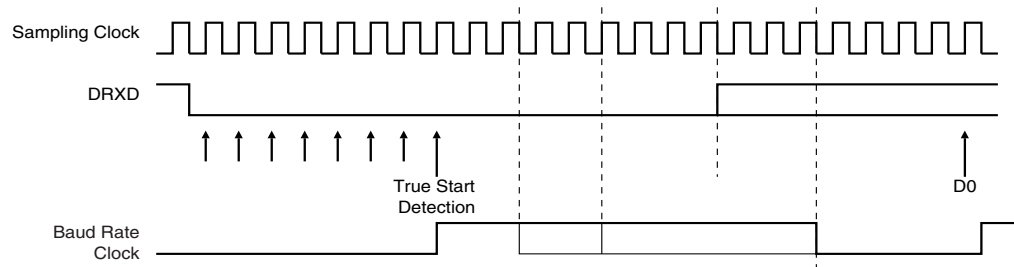 Sampling Clock
DRXD
True Start
Detection
D0
Baud Rate
Clock